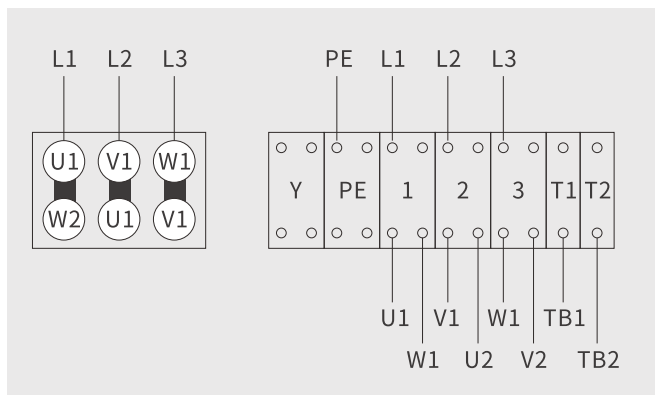 L1 L2 L3
U1 V1 W1
W2 U1 V1
PE L1 L2 L3
Y PE 1 2 3 T1 T2
U1 V1 W1 TB1
W1 U2 V2 TB2